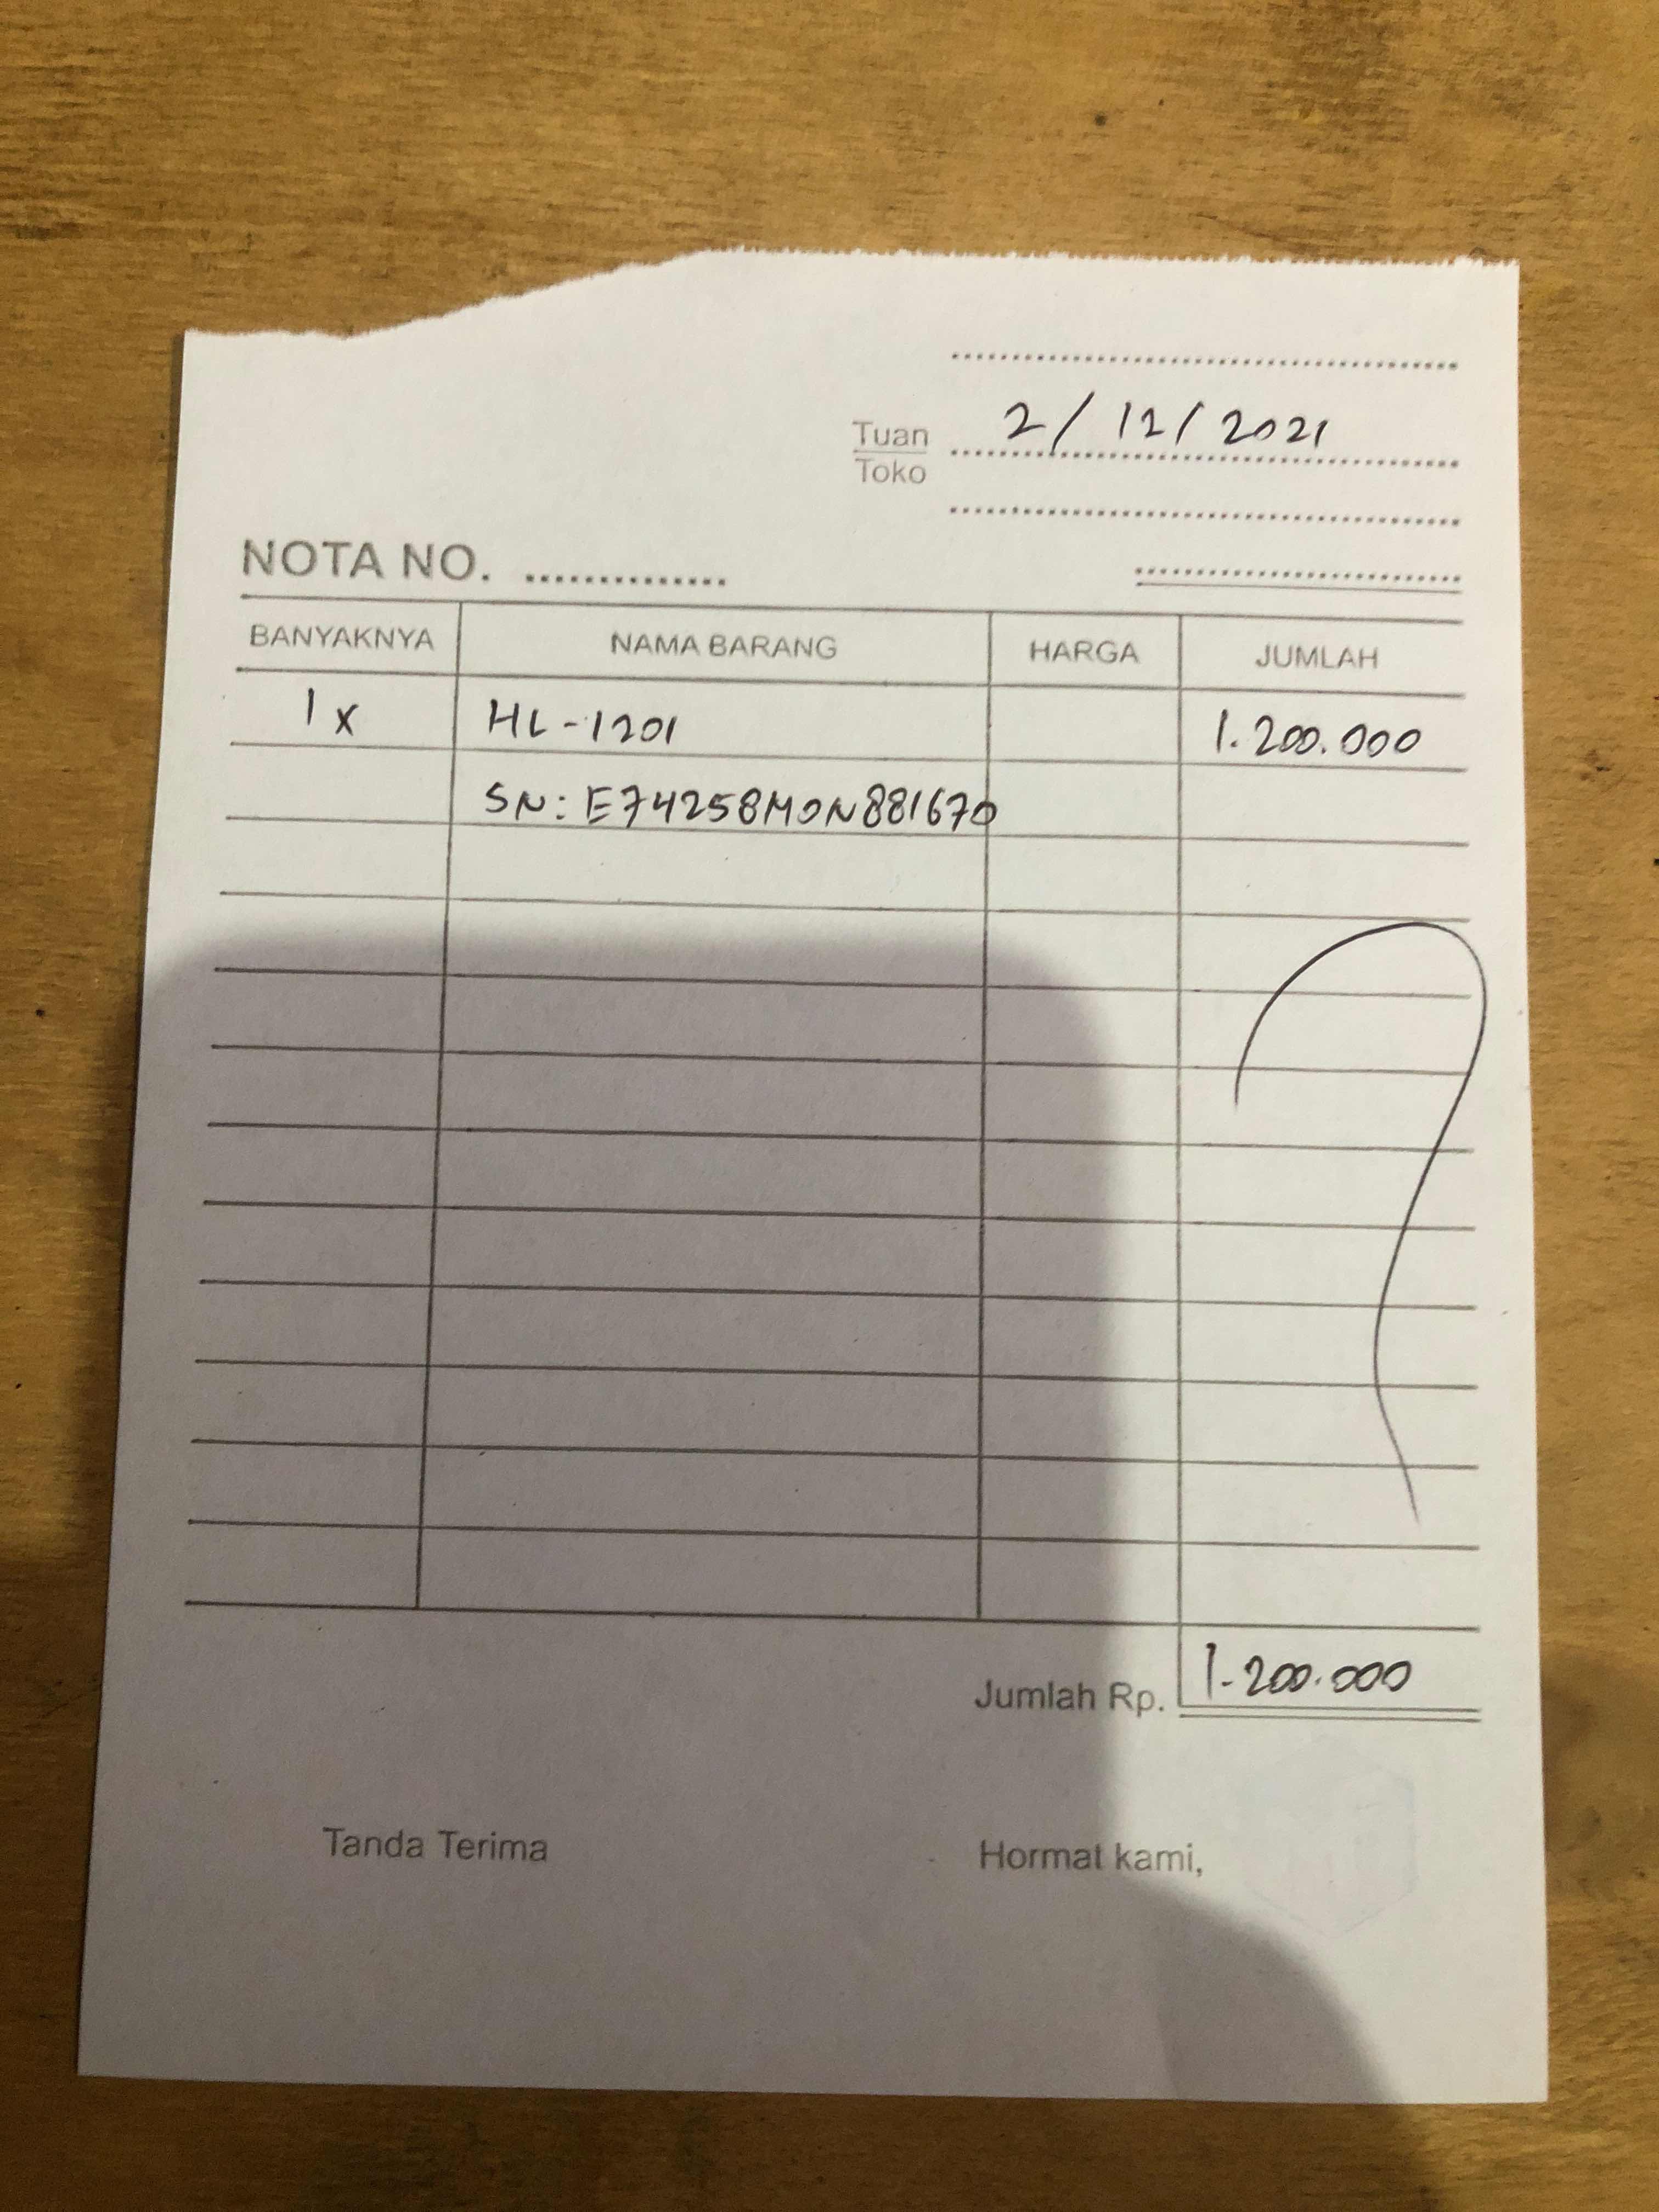 2/12/2021
Tuan
Toko
NOTA NO.
BANYAKNYA NAMA BARANG HARGA JUMLAH
1x HL-1201 1.200.000
SN: E74258M0N881670
Jumlah Rp. 1.200.000
Tanda Terima Hormat kami,